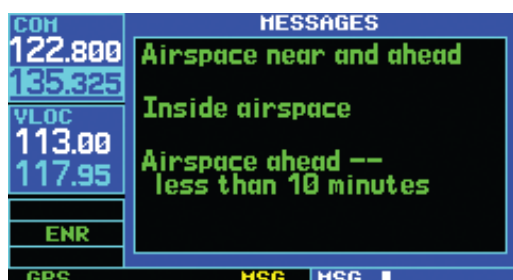 COM
MESSAGES
122.800
135.325
Airspace near and ahead
Inside airspace
VLOC
113.00
117.95
Airspace ahead --
less than 10 minutes
ENR
GPS
MSG
MSG